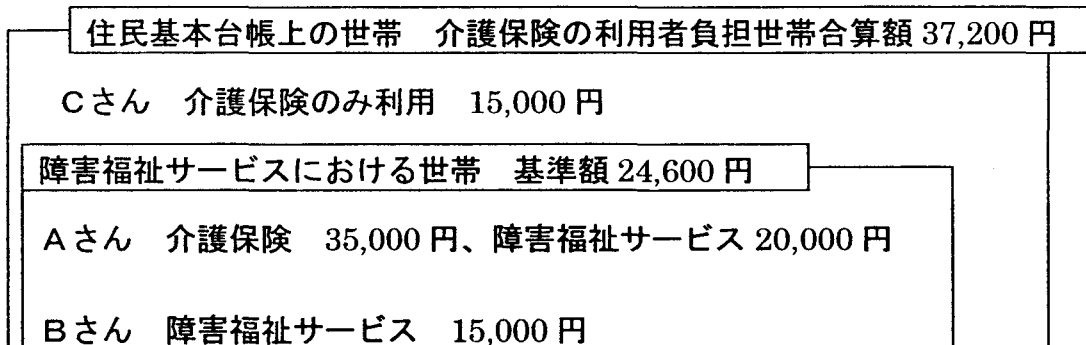 住民基本台帳上の世帯　介護保険の利用者負担世帯合算額 37,200 円
Cさん　介護保険のみ利用　15,000 円
障害福祉サービスにおける世帯　基準額 24,600 円
Aさん　介護保険　35,000 円、障害福祉サービス 20,000 円
Bさん　障害福祉サービス　15,000 円